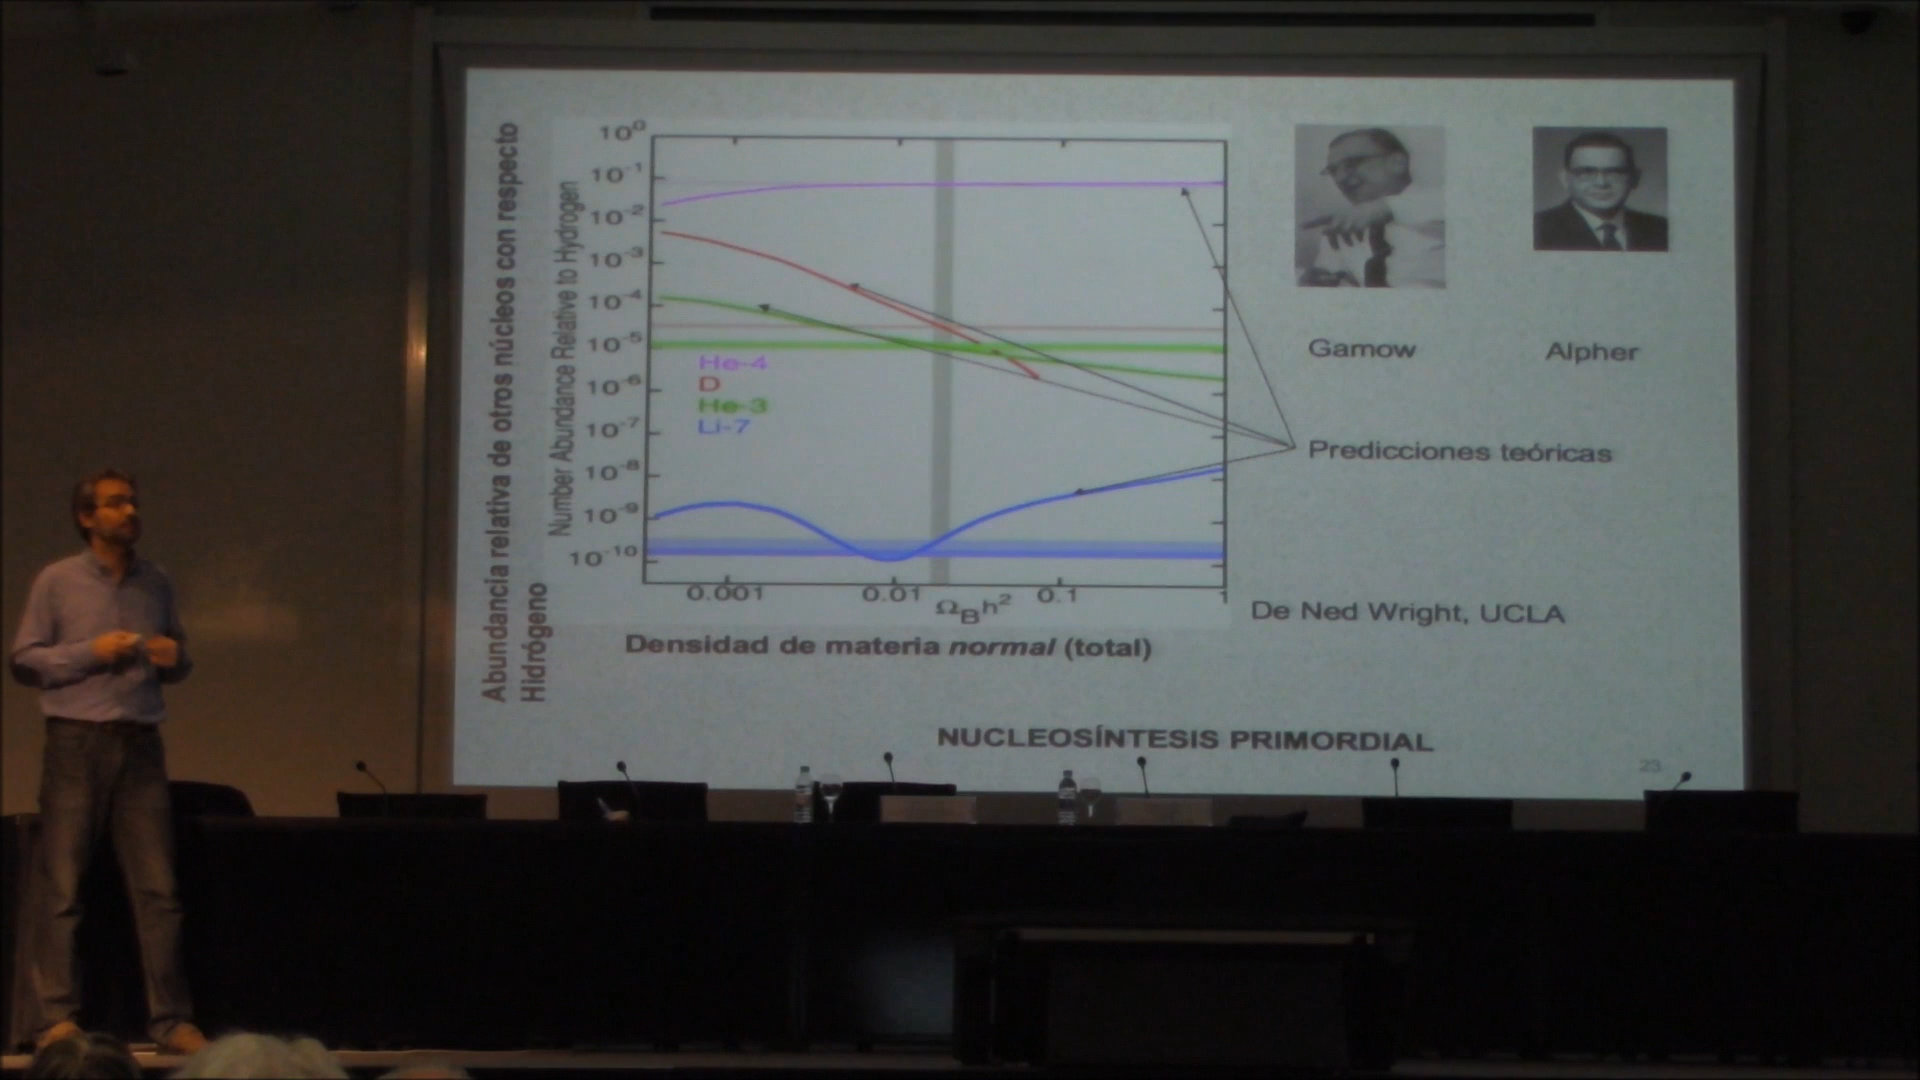 Abundancia relativa de otros núcleos con respecto
Hidrógeno
Number Abundance Relative to Hydrogen
10⁰
10⁻¹
10⁻²
10⁻³
10⁻⁴
10⁻⁵
10⁻⁶
10⁻⁷
10⁻⁸
10⁻⁹
10⁻¹⁰
He-4
D
He-3
Li-7
0.001
0.01
0.1
1
Ω_B h²
Densidad de materia normal (total)
Gamow
Alpher
Predicciones teóricas
De Ned Wright, UCLA
NUCLEOSÍNTESIS PRIMORDIAL
23